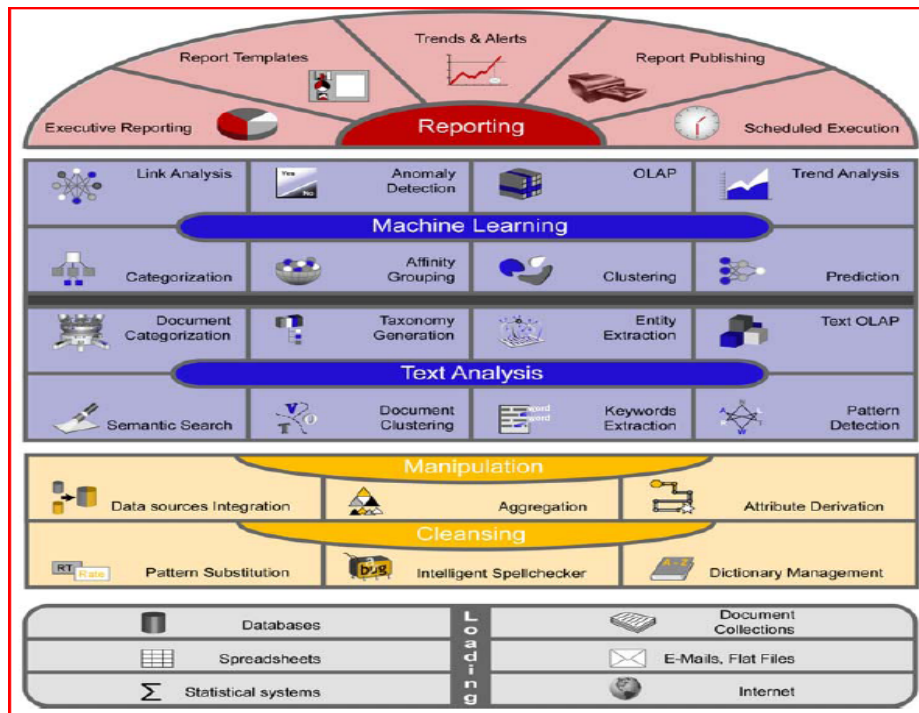 Trends & Alerts
Report Templates
Report Publishing
Executive Reporting
Reporting
Scheduled Execution
Link Analysis
Yes
No
Anomaly
Detection
OLAP
Trend Analysis
Machine Learning
Categorization
Affinity
Grouping
Clustering
Prediction
Document
Categorization
Taxonomy
Generation
Entity
Extraction
Text OLAP
Text Analysis
Semantic Search
V
O
T
Document
Clustering
word
word
Keywords
Extraction
Pattern
Detection
Manipulation
Data sources Integration
Aggregation
Attribute Derivation
Cleansing
RT
Rate
Pattern Substitution
bug
Intelligent Spellchecker
A-Z
Dictionary Management
Loading
Databases
Document
Collections
Spreadsheets
E-Mails, Flat Files
Σ
Statistical systems
Internet